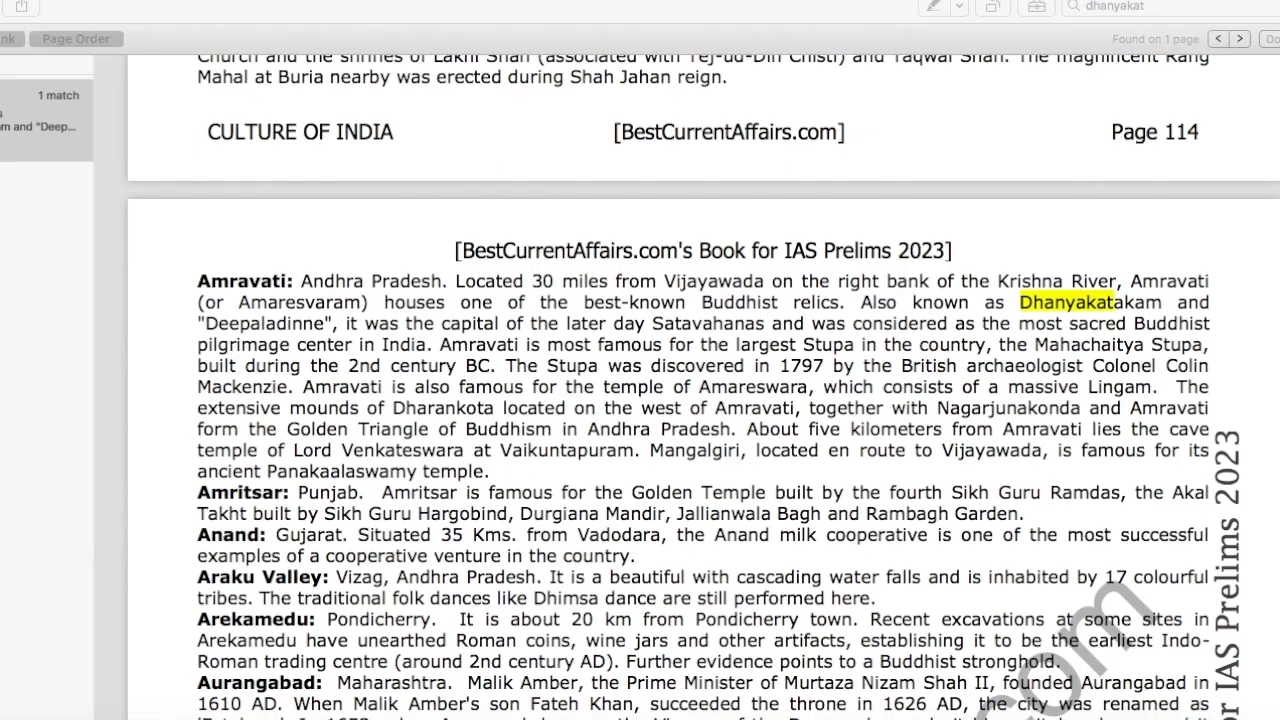 dhanyakat
nk
Page Order
Found on 1 page
<
>
Do
Church and the shrines of Lakhi Shah (associated with Tej-ud-Din Chisti) and Taqwal Shah. The magnificent Rang
Mahal at Buria nearby was erected during Shah Jahan reign.
1 match
s
am and "Deep...
CULTURE OF INDIA
[BestCurrentAffairs.com]
Page 114
[BestCurrentAffairs.com's Book for IAS Prelims 2023]
Amravati: Andhra Pradesh. Located 30 miles from Vijayawada on the right bank of the Krishna River, Amravati
(or Amaresvaram) houses one of the best-known Buddhist relics. Also known as Dhanyakatakam and
"Deepaladinne", it was the capital of the later day Satavahanas and was considered as the most sacred Buddhist
pilgrimage center in India. Amravati is most famous for the largest Stupa in the country, the Mahachaitya Stupa,
built during the 2nd century BC. The Stupa was discovered in 1797 by the British archaeologist Colonel Colin
Mackenzie. Amravati is also famous for the temple of Amareswara, which consists of a massive Lingam. The
extensive mounds of Dharankota located on the west of Amravati, together with Nagarjunakonda and Amravati
form the Golden Triangle of Buddhism in Andhra Pradesh. About five kilometers from Amravati lies the cave
temple of Lord Venkateswara at Vaikuntapuram. Mangalgiri, located en route to Vijayawada, is famous for its
ancient Panakaalaswamy temple.
Amritsar: Punjab. Amritsar is famous for the Golden Temple built by the fourth Sikh Guru Ramdas, the Akal
Takht built by Sikh Guru Hargobind, Durgiana Mandir, Jallianwala Bagh and Rambagh Garden.
Anand: Gujarat. Situated 35 Kms. from Vadodara, the Anand milk cooperative is one of the most successful
examples of a cooperative venture in the country.
Araku Valley: Vizag, Andhra Pradesh. It is a beautiful with cascading water falls and is inhabited by 17 colourful
tribes. The traditional folk dances like Dhimsa dance are still performed here.
Arekamedu: Pondicherry. It is about 20 km from Pondicherry town. Recent excavations at some sites in
Arekamedu have unearthed Roman coins, wine jars and other artifacts, establishing it to be the earliest Indo-
Roman trading centre (around 2nd century AD). Further evidence points to a Buddhist stronghold.
Aurangabad: Maharashtra. Malik Amber, the Prime Minister of Murtaza Nizam Shah II, founded Aurangabad in
1610 AD. When Malik Amber's son Fateh Khan, succeeded the throne in 1626 AD, the city was renamed as
or IAS Prelims 2023
com